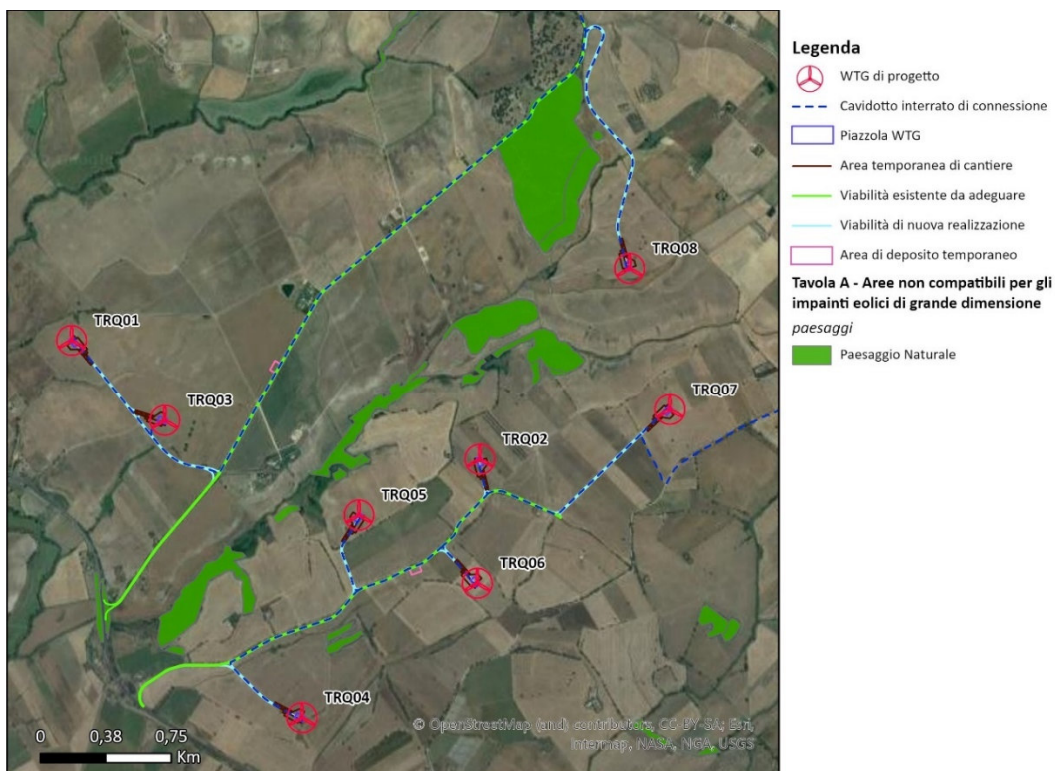 TRQ08
TRQ01
TRQ03
TRQ07
TRQ02
TRQ05
TRQ06
TRQ04
0 0,38 0,75
Km
© OpenStreetMap (and) contributors, CC-BY-SA; Esri,
Intermap, NASA, NGA, USGS
Legenda
WTG di progetto
Cavidotto interrato di connessione
Piazzola WTG
Area temporanea di cantiere
Viabilità esistente da adeguare
Viabilità di nuova realizzazione
Area di deposito temporaneo
Tavola A - Aree non compatibili per gli
impainti eolici di grande dimensione
paesaggi
Paesaggio Naturale